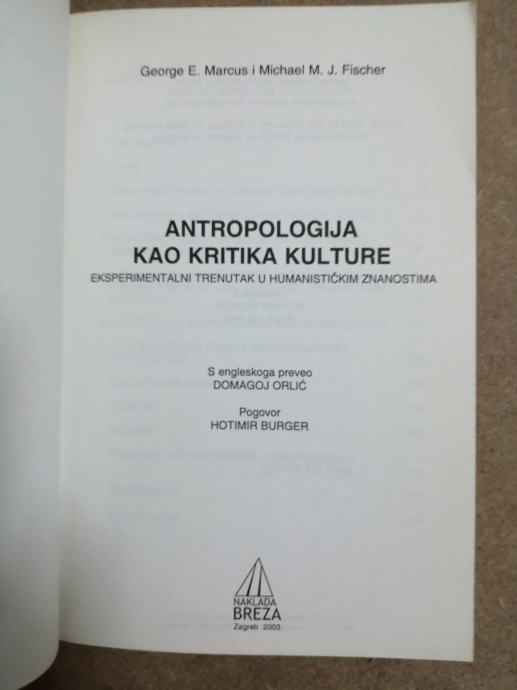 George E. Marcus i Michael M. J. Fischer
ANTROPOLOGIJA
KAO KRITIKA KULTURE
EKSPERIMENTALNI TRENUTAK U HUMANISTIČKIM ZNANOSTIMA
S engleskoga preveo
DOMAGOJ ORLIĆ
Pogovor
HOTIMIR BURGER
NAKLADA
BREZA
Zagreb 2003.